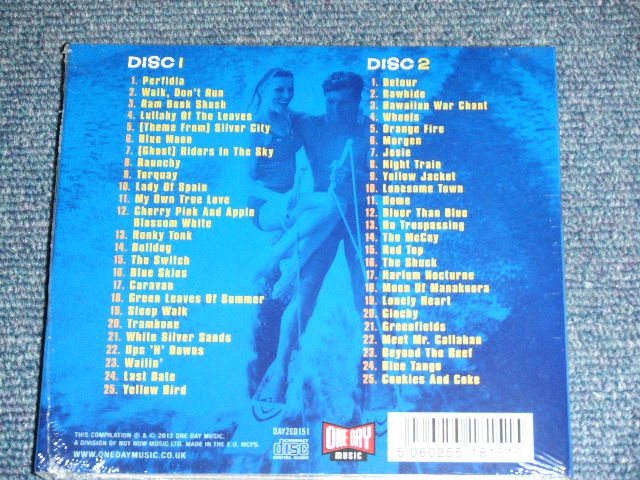 DISC 1
1. Perfidia
2. Walk, Don't Run
3. Ram Bunk Shush
4. Lullaby Of The Leaves
5. [Theme From] Silver City
6. Blue Moon
7. [Ghost] Riders In The Sky
8. Raunchy
9. Torquay
10. Lady Of Spain
11. My Own True Love
12. Cherry Pink And Apple
Blossom White
13. Honky Tonk
14. Bulldog
15. The Switch
16. Blue Skies
17. Caravan
18. Green Leaves Of Summer
19. Sleep Walk
20. Trambone
21. White Silver Sands
22. Ups 'N' Downs
23. Wailin'
24. Last Date
25. Yellow Bird
DISC 2
1. Detour
2. Rawhide
3. Hawaiian War Chant
4. Wheels
5. Orange Fire
6. Morgen
7. Josie
8. Night Train
9. Yellow Jacket
10. Lonesome Town
11. Home
12. Bluer Than Blue
13. No Trespassing
14. The McCoy
15. Red Top
16. The Shuck
17. Harlem Nocturne
18. Moon Of Manakoora
19. Lonely Heart
20. Ginchy
21. Greenfields
22. Meet Mr. Callahan
23. Beyond The Reef
24. Blue Tango
25. Cookies And Coke
THIS COMPILATION ℗ & © 2012 ONE DAY MUSIC,
A DIVISION OF NOT NOW MUSIC LTD. MADE IN THE E.U. MCPS.
WWW.ONEDAYMUSIC.CO.UK
DAY2CD151
COMPACT
disc
DIGITAL AUDIO
ONE DAY
MUSIC
5 060255